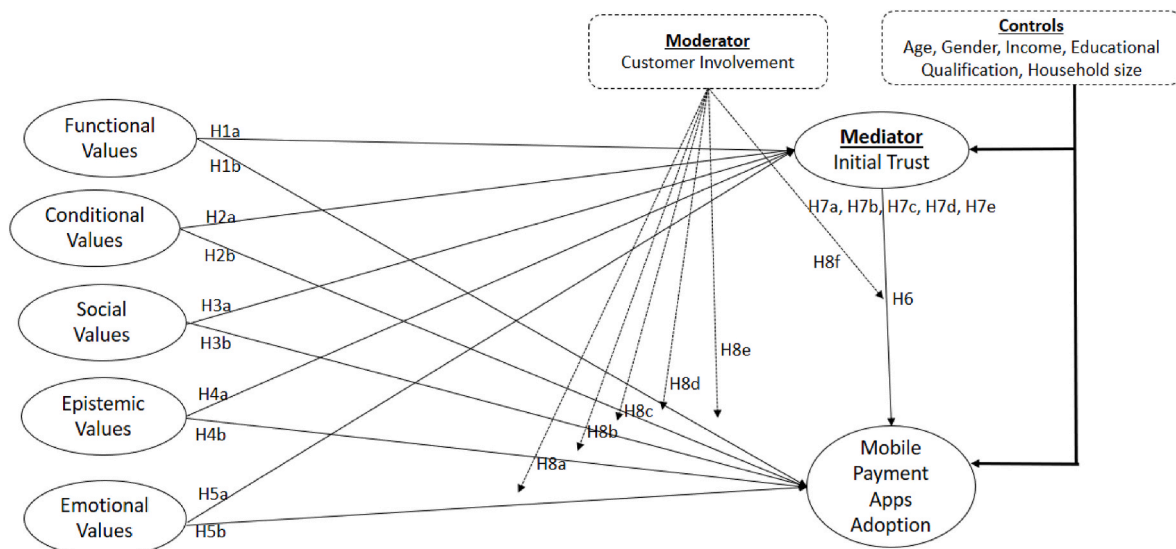 Moderator
Customer Involvement
Controls
Age, Gender, Income, Educational
Qualification, Household size
Functional
Values
H1a
H1b
Mediator
Initial Trust
Conditional
Values
H2a
H2b
H7a, H7b, H7c, H7d, H7e
H8f
H6
Social
Values
H3a
H3b
H8e
H8d
H8c
H8b
H8a
Epistemic
Values
H4a
H4b
Mobile
Payment
Apps
Adoption
Emotional
Values
H5a
H5b